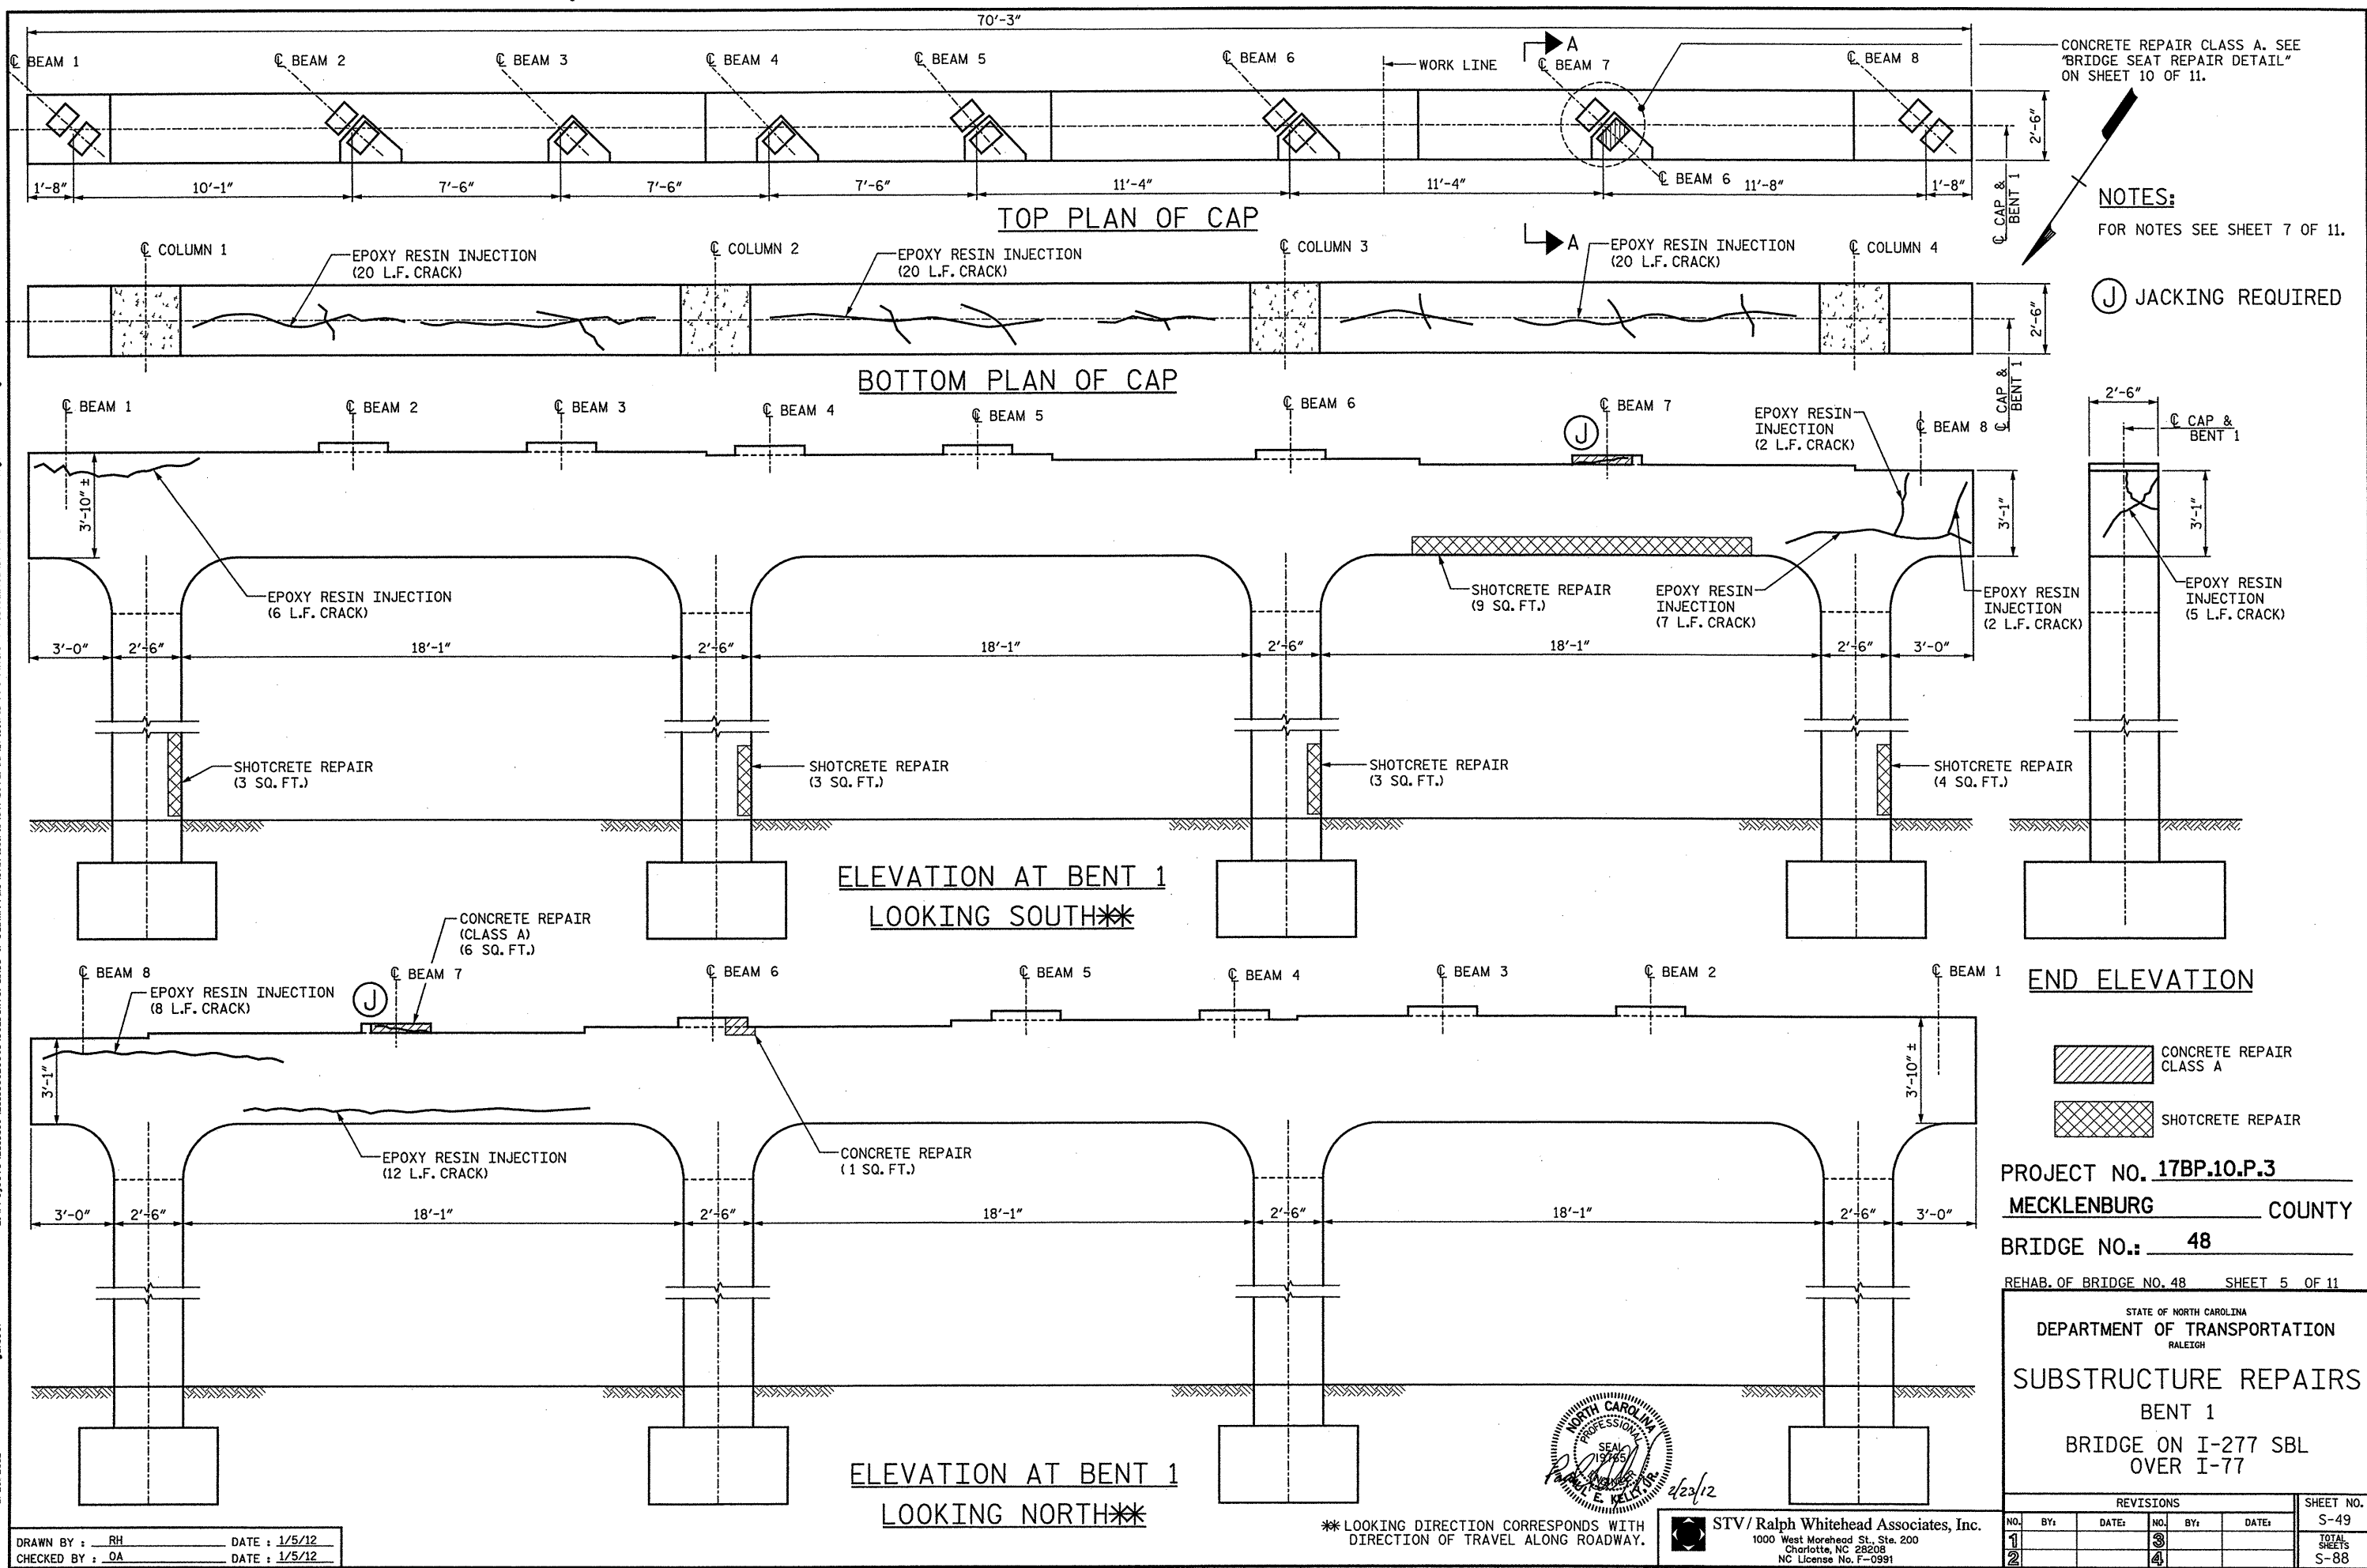 70'-3"
℄ BEAM 1
℄ BEAM 2
℄ BEAM 3
℄ BEAM 4
℄ BEAM 5
℄ BEAM 6
WORK LINE
A
℄ BEAM 7
℄ BEAM 8
CONCRETE REPAIR CLASS A. SEE
"BRIDGE SEAT REPAIR DETAIL"
ON SHEET 10 OF 11.
2'-6"
℄ CAP &
BENT 1
1'-8"
10'-1"
7'-6"
7'-6"
7'-6"
11'-4"
11'-4"
℄ BEAM 6
11'-8"
1'-8"
TOP PLAN OF CAP
NOTES:
FOR NOTES SEE SHEET 7 OF 11.
Ⓙ JACKING REQUIRED
℄ COLUMN 1
EPOXY RESIN INJECTION
(20 L.F. CRACK)
℄ COLUMN 2
EPOXY RESIN INJECTION
(20 L.F. CRACK)
℄ COLUMN 3
A
EPOXY RESIN INJECTION
(20 L.F. CRACK)
℄ COLUMN 4
2'-6"
℄ CAP &
BENT 1
BOTTOM PLAN OF CAP
℄ BEAM 1
℄ BEAM 2
℄ BEAM 3
℄ BEAM 4
℄ BEAM 5
℄ BEAM 6
Ⓙ
℄ BEAM 7
EPOXY RESIN
INJECTION
(2 L.F. CRACK)
℄ BEAM 8
2'-6"
℄ CAP &
BENT 1
3'-10" ±
3'-1"
3'-1"
EPOXY RESIN INJECTION
(6 L.F. CRACK)
SHOTCRETE REPAIR
(9 SQ. FT.)
EPOXY RESIN
INJECTION
(7 L.F. CRACK)
EPOXY RESIN
INJECTION
(2 L.F. CRACK)
EPOXY RESIN
INJECTION
(5 L.F. CRACK)
3'-0"
2'-6"
18'-1"
2'-6"
18'-1"
2'-6"
18'-1"
2'-6"
3'-0"
SHOTCRETE REPAIR
(3 SQ. FT.)
SHOTCRETE REPAIR
(3 SQ. FT.)
SHOTCRETE REPAIR
(3 SQ. FT.)
SHOTCRETE REPAIR
(4 SQ. FT.)
ELEVATION AT BENT 1
LOOKING SOUTH**
END ELEVATION
CONCRETE REPAIR
(CLASS A)
(6 SQ. FT.)
℄ BEAM 8
EPOXY RESIN INJECTION
(8 L.F. CRACK)
Ⓙ
℄ BEAM 7
℄ BEAM 6
℄ BEAM 5
℄ BEAM 4
℄ BEAM 3
℄ BEAM 2
℄ BEAM 1
3'-1"
3'-10" ±
EPOXY RESIN INJECTION
(12 L.F. CRACK)
CONCRETE REPAIR
(1 SQ. FT.)
3'-0"
2'-6"
18'-1"
2'-6"
18'-1"
2'-6"
18'-1"
2'-6"
3'-0"
ELEVATION AT BENT 1
LOOKING NORTH**
CONCRETE REPAIR
CLASS A
SHOTCRETE REPAIR
PROJECT NO. 17BP.10.P.3
MECKLENBURG COUNTY
BRIDGE NO.: 48
REHAB. OF BRIDGE NO. 48 SHEET 5 OF 11
STATE OF NORTH CAROLINA
DEPARTMENT OF TRANSPORTATION
RALEIGH
SUBSTRUCTURE REPAIRS
BENT 1
BRIDGE ON I-277 SBL
OVER I-77
REVISIONS
NO. BY: DATE: NO. BY: DATE:
1 3
2 4
SHEET NO.
S-49
TOTAL
SHEETS
S-88
NORTH CAROLINA
PROFESSIONAL
SEAL
19765
ENGINEER
PAUL E. KELLY, JR.
2/23/12
** LOOKING DIRECTION CORRESPONDS WITH
DIRECTION OF TRAVEL ALONG ROADWAY.
STV / Ralph Whitehead Associates, Inc.
1000 West Morehead St., Ste. 200
Charlotte, NC 28208
NC License No. F-0991
DRAWN BY : RH DATE : 1/5/12
CHECKED BY : OA DATE : 1/5/12